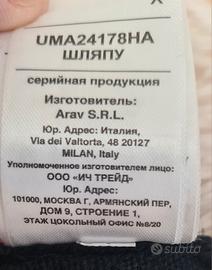 UMA24178HA
ШЛЯПУ
серийная продукция
Изготовитель:
Arav S.R.L.
Юр. Адрес: Италия,
Via dei Valtorta, 48 20127
MILAN, Italy
Уполномоченное изготовителем лицо:
ООО «ИЧ ТРЕЙД»
Юр. Адрес:
101000, МОСКВА Г, АРМЯНСКИЙ ПЕР,
ДОМ 9, СТРОЕНИЕ 1,
ЭТАЖ ЦОКОЛЬНЫЙ ОФИС №8/20
subito